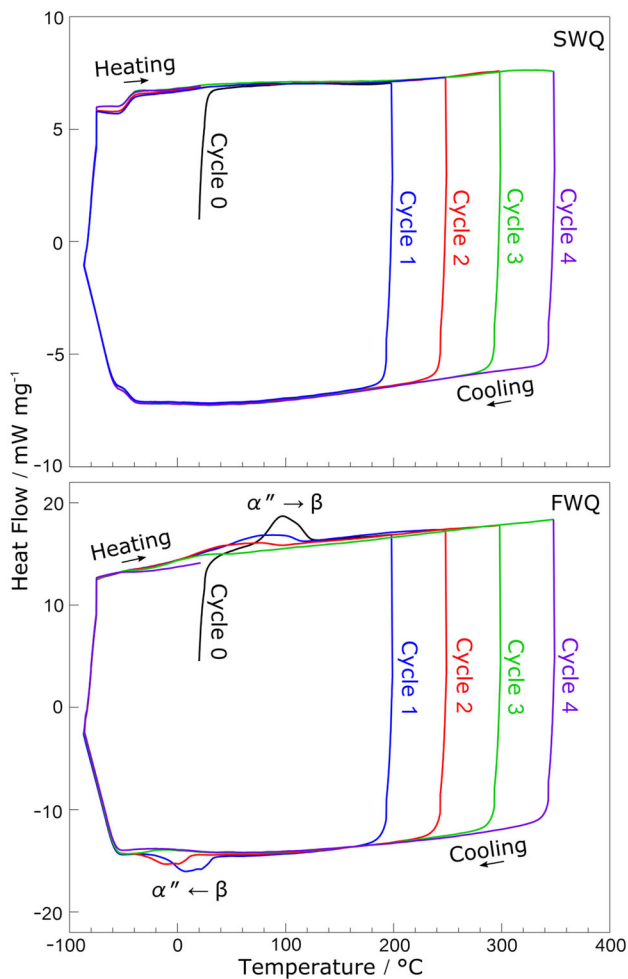 10
SWQ
Heating
5
Cycle 0
Cycle 1
Cycle 2
Cycle 3
Cycle 4
0
-5
Cooling
-10
Heat Flow / mW mg⁻¹
20
α″ → β
FWQ
Heating
Cycle 0
Cycle 1
Cycle 2
Cycle 3
Cycle 4
10
0
-10
Cooling
α″ ← β
-20
-100 0 100 200 300 400
Temperature / °C